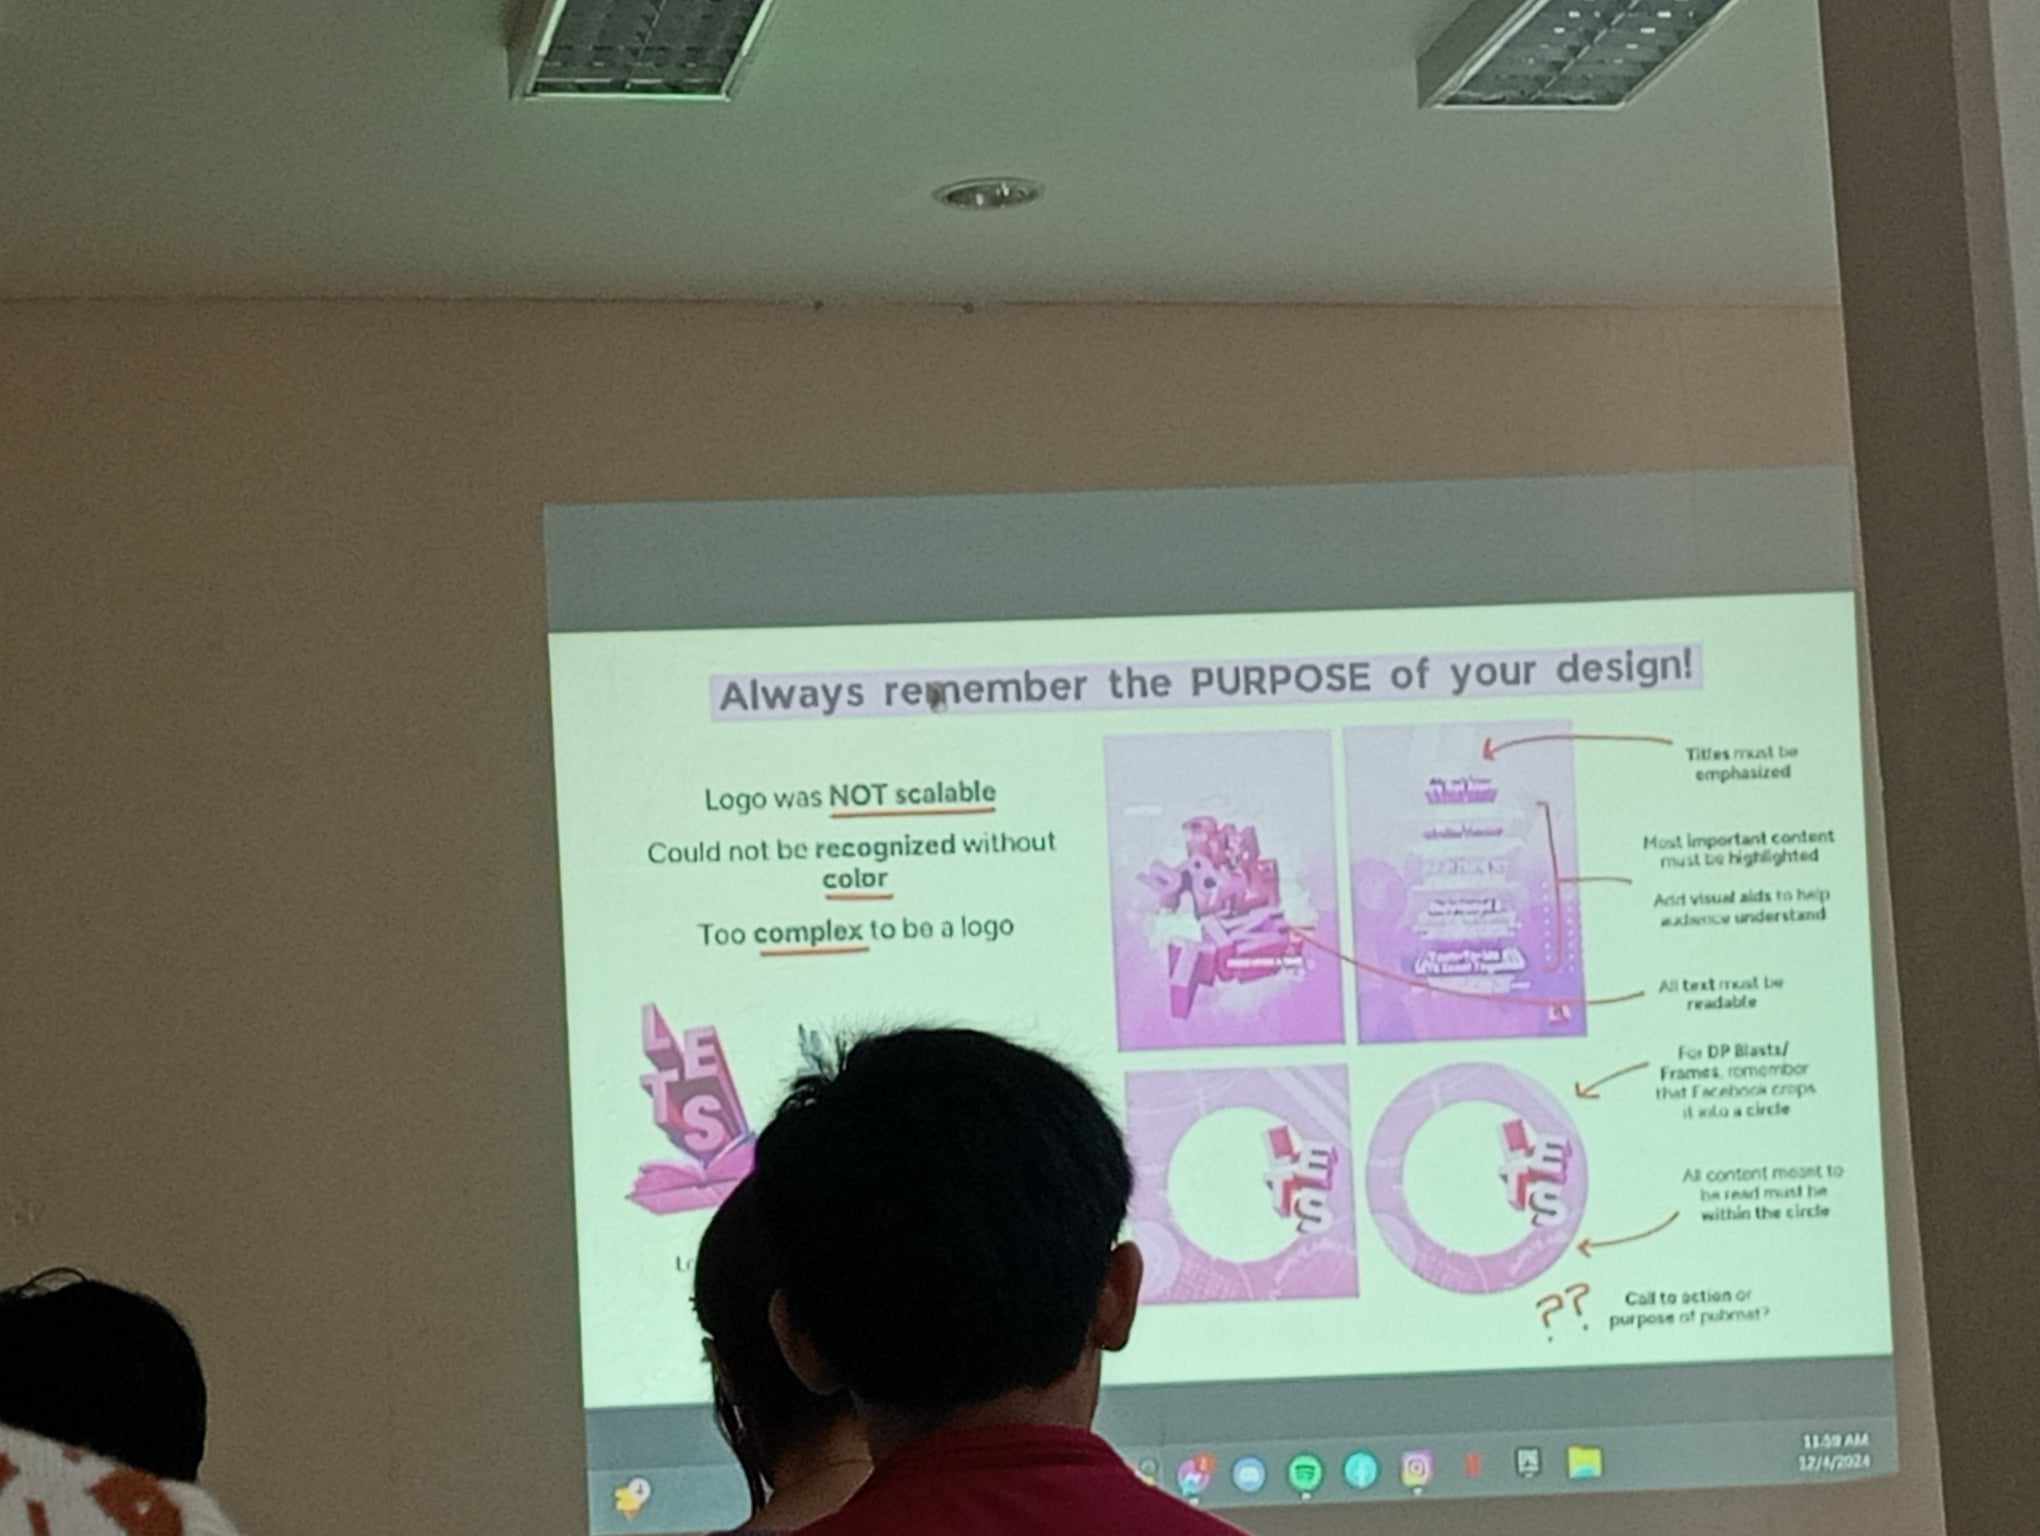 Always remember the PURPOSE of your design!
Logo was NOT scalable
Could not be recognized without
color
Too complex to be a logo
L
E
T
S
Titles must be
emphasized
Most important content
must be highlighted
Add visual aids to help
audience understand
All text must be
readable
For DP Blasts/
Frames, remember
that Facebook crops
it into a circle
All content meant to
be read must be
within the circle
??
Call to action or
purpose of pubmat?
LETS
LETS
11:59 AM
12/4/2024